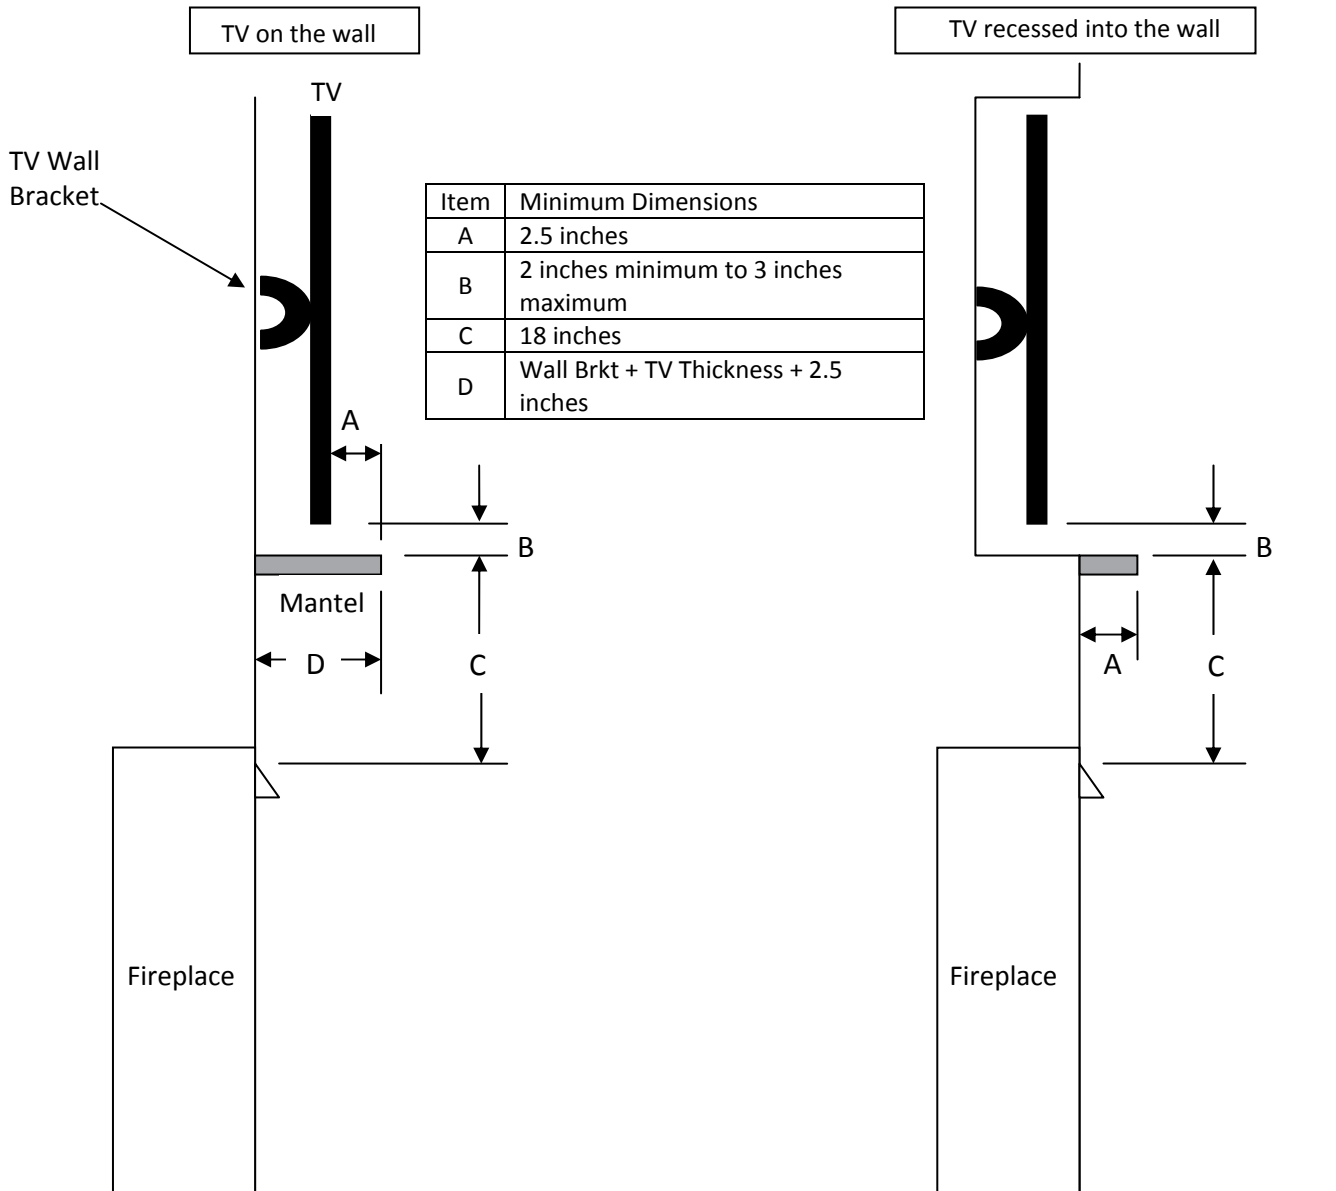 TV on the wall
TV recessed into the wall
TV
TV Wall
Bracket
Item Minimum Dimensions
A 2.5 inches
B 2 inches minimum to 3 inches
maximum
C 18 inches
D Wall Brkt + TV Thickness + 2.5
inches
A
B
Mantel
D
C
Fireplace
B
A
C
Fireplace